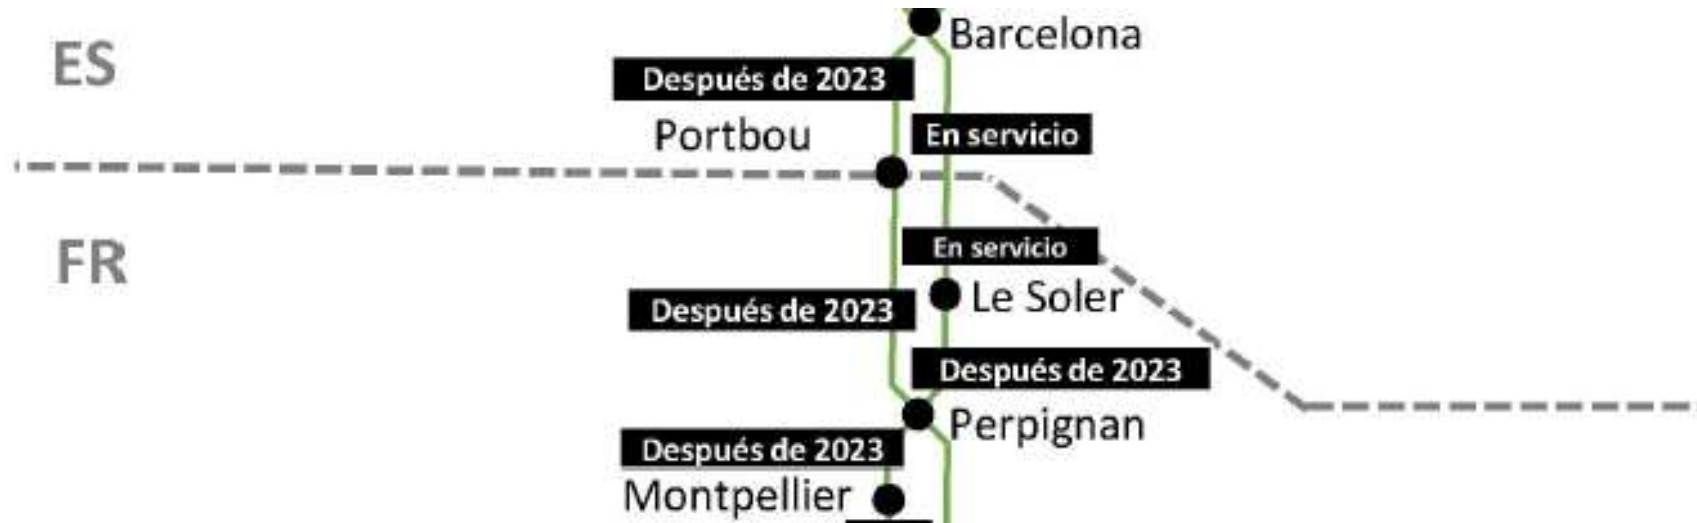 Barcelona
ES
Después de 2023
Portbou
En servicio
FR
En servicio
Le Soler
Después de 2023
Después de 2023
Perpignan
Después de 2023
Montpellier